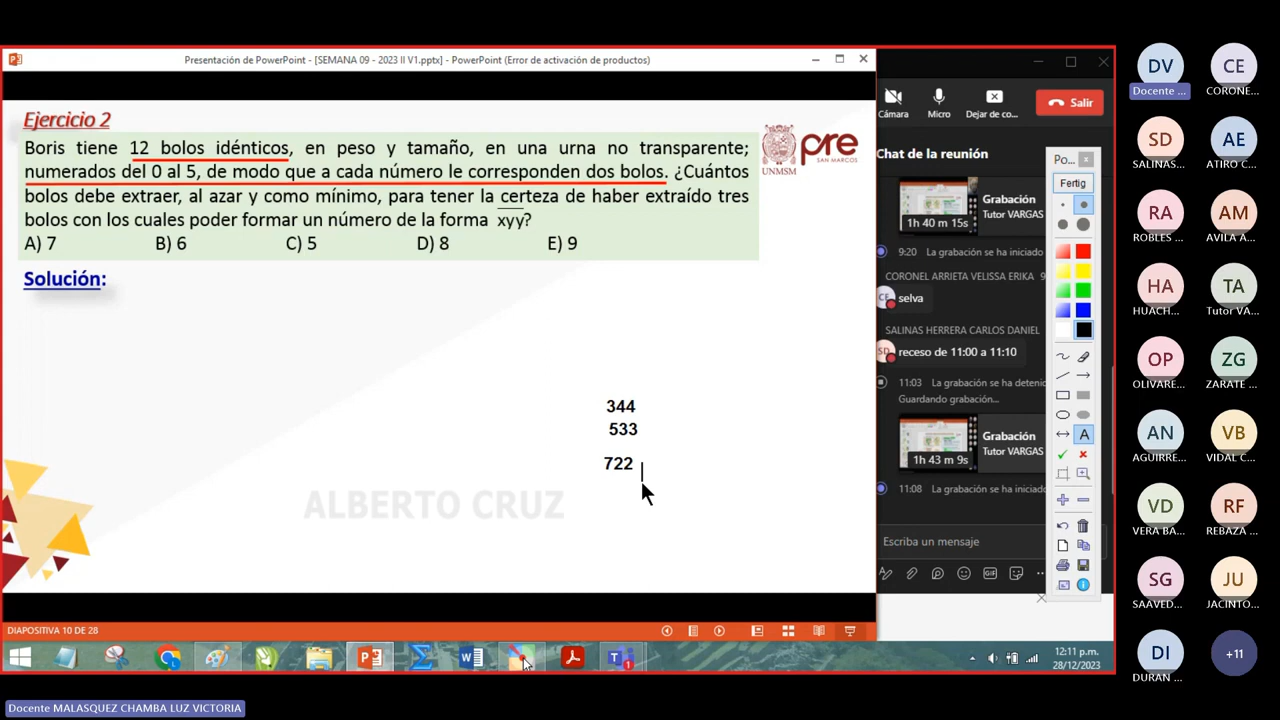 Presentación de PowerPoint - [SEMANA 09 - 2023 II V1.pptx] - PowerPoint (Error de activación de productos)
Ejercicio 2
Boris tiene 12 bolos idénticos, en peso y tamaño, en una urna no transparente;
numerados del 0 al 5, de modo que a cada número le corresponden dos bolos. ¿Cuántos
bolos debe extraer, al azar y como mínimo, para tener la certeza de haber extraído tres
bolos con los cuales poder formar un número de la forma xyy?
A) 7 B) 6 C) 5 D) 8 E) 9
UNMSM
pre
SAN MARCOS
Solución:
344
533
722
ALBERTO CRUZ
DIAPOSITIVA 10 DE 28
Cámara
Micro
Dejar de co...
Salir
Chat de la reunión
Grabación
Tutor VARGAS
1h 40 m 15s
9:20 La grabación se ha iniciado
CORONEL ARRIETA VELISSA ERIKA 9
CE
selva
SALINAS HERRERA CARLOS DANIEL
SD
receso de 11:00 a 11:10
11:03 La grabación se ha deteni
Guardando grabación...
Grabación
Tutor VARGAS
1h 43 m 9s
11:08 La grabación se ha inicia
Escriba un mensaje
Po...
Fertig
A
12:11 p.m.
28/12/2023
DV
Docente ...
CE
CORONE...
SD
SALINAS...
AE
ATIRO C...
RA
ROBLES ...
AM
AVILA A...
HA
HUACH...
TA
Tutor VA...
OP
OLIVARE...
ZG
ZARATE ...
AN
AGUIRRE...
VB
VIDAL C...
VD
VERA BA...
RF
REBAZA ...
SG
SAAVED...
JU
JACINTO...
DI
DURAN ...
+11
Docente MALASQUEZ CHAMBA LUZ VICTORIA